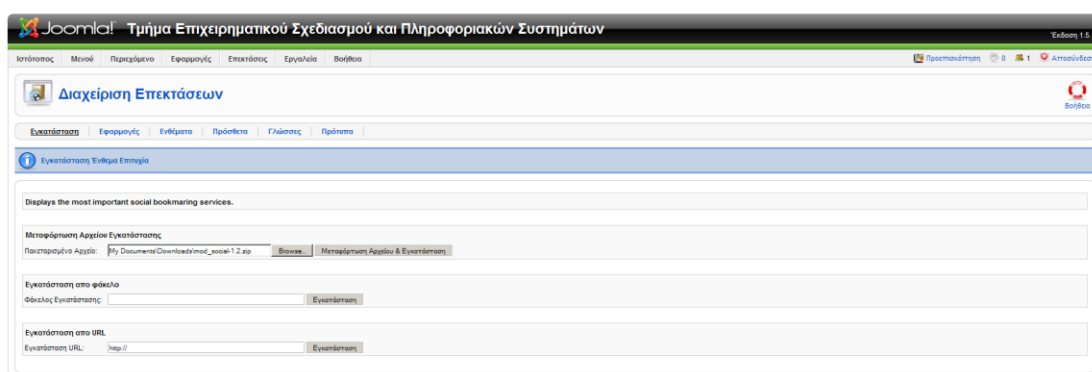 Joomla! Τμήμα Επιχειρηματικού Σχεδιασμού και Πληροφοριακών Συστημάτων
Έκδοση 1.5.
Ιστότοπος Μενού Περιεχόμενο Εφαρμογές Επεκτάσεις Εργαλεία Βοήθεια Προεπισκόπηση 0 1 Αποσύνδεση
Διαχείριση Επεκτάσεων
Βοήθεια
Εγκατάσταση Εφαρμογές Ενθέματα Πρόσθετα Γλώσσες Πρότυπα
Εγκατάσταση Ένθεμα Επιτυχία
Displays the most important social bookmaring services.
Μεταφόρτωση Αρχείου Εγκατάστασης
Πακεταρισμένο Αρχείο: My Documents\Downloads\mod_social-1.2.zip Browse... Μεταφόρτωση Αρχείου & Εγκατάσταση
Εγκατάσταση απο φάκελο
Φάκελος Εγκατάστασης: Εγκατάσταση
Εγκατάσταση απο URL
Εγκατάσταση URL: http:// Εγκατάσταση